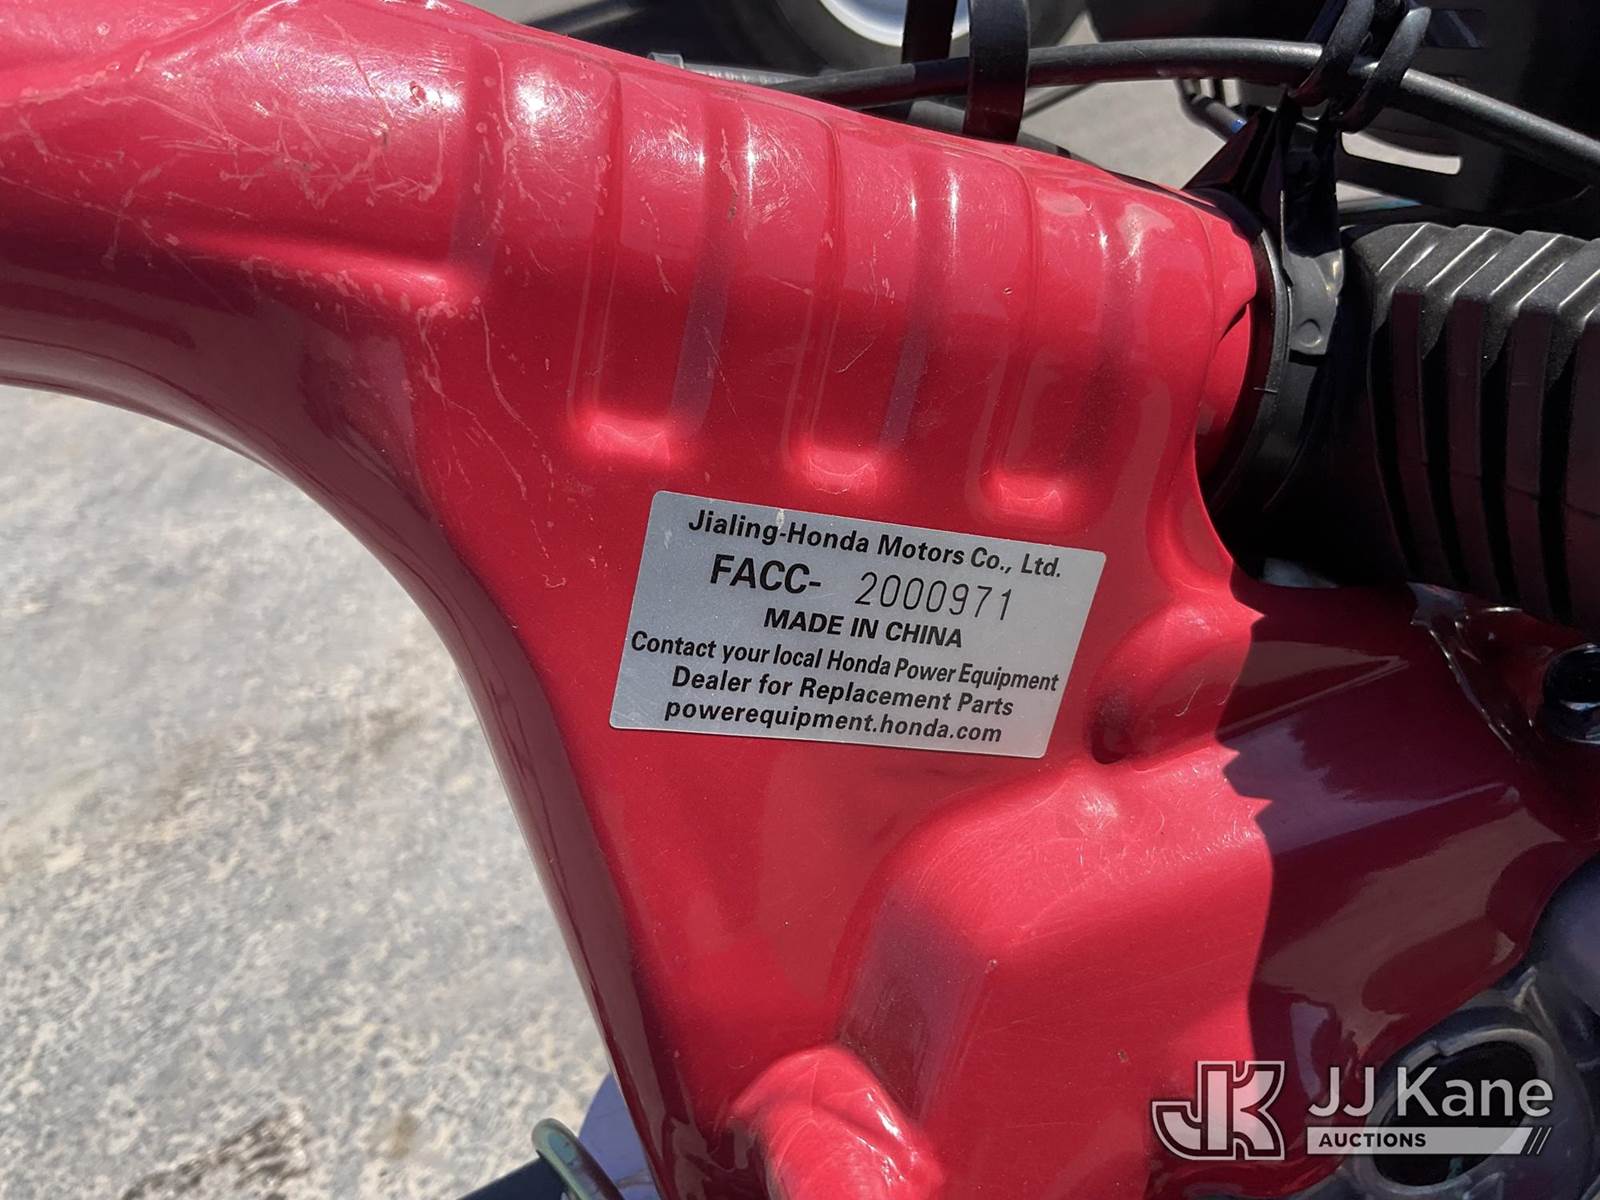 Jialing-Honda Motors Co., Ltd.
FACC- 2000971
MADE IN CHINA
Contact your local Honda Power Equipment
Dealer for Replacement Parts
powerequipment.honda.com
JK JJ Kane
AUCTIONS